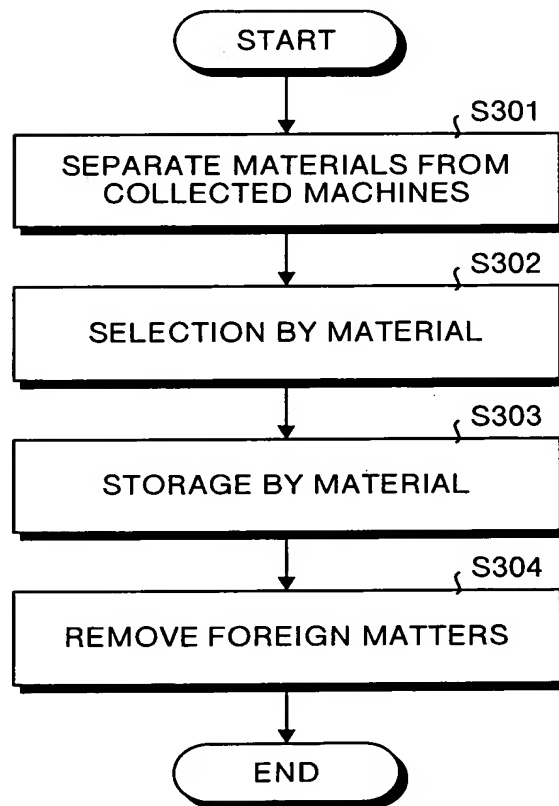 START
S301
SEPARATE MATERIALS FROM
COLLECTED MACHINES
S302
SELECTION BY MATERIAL
S303
STORAGE BY MATERIAL
S304
REMOVE FOREIGN MATTERS
END